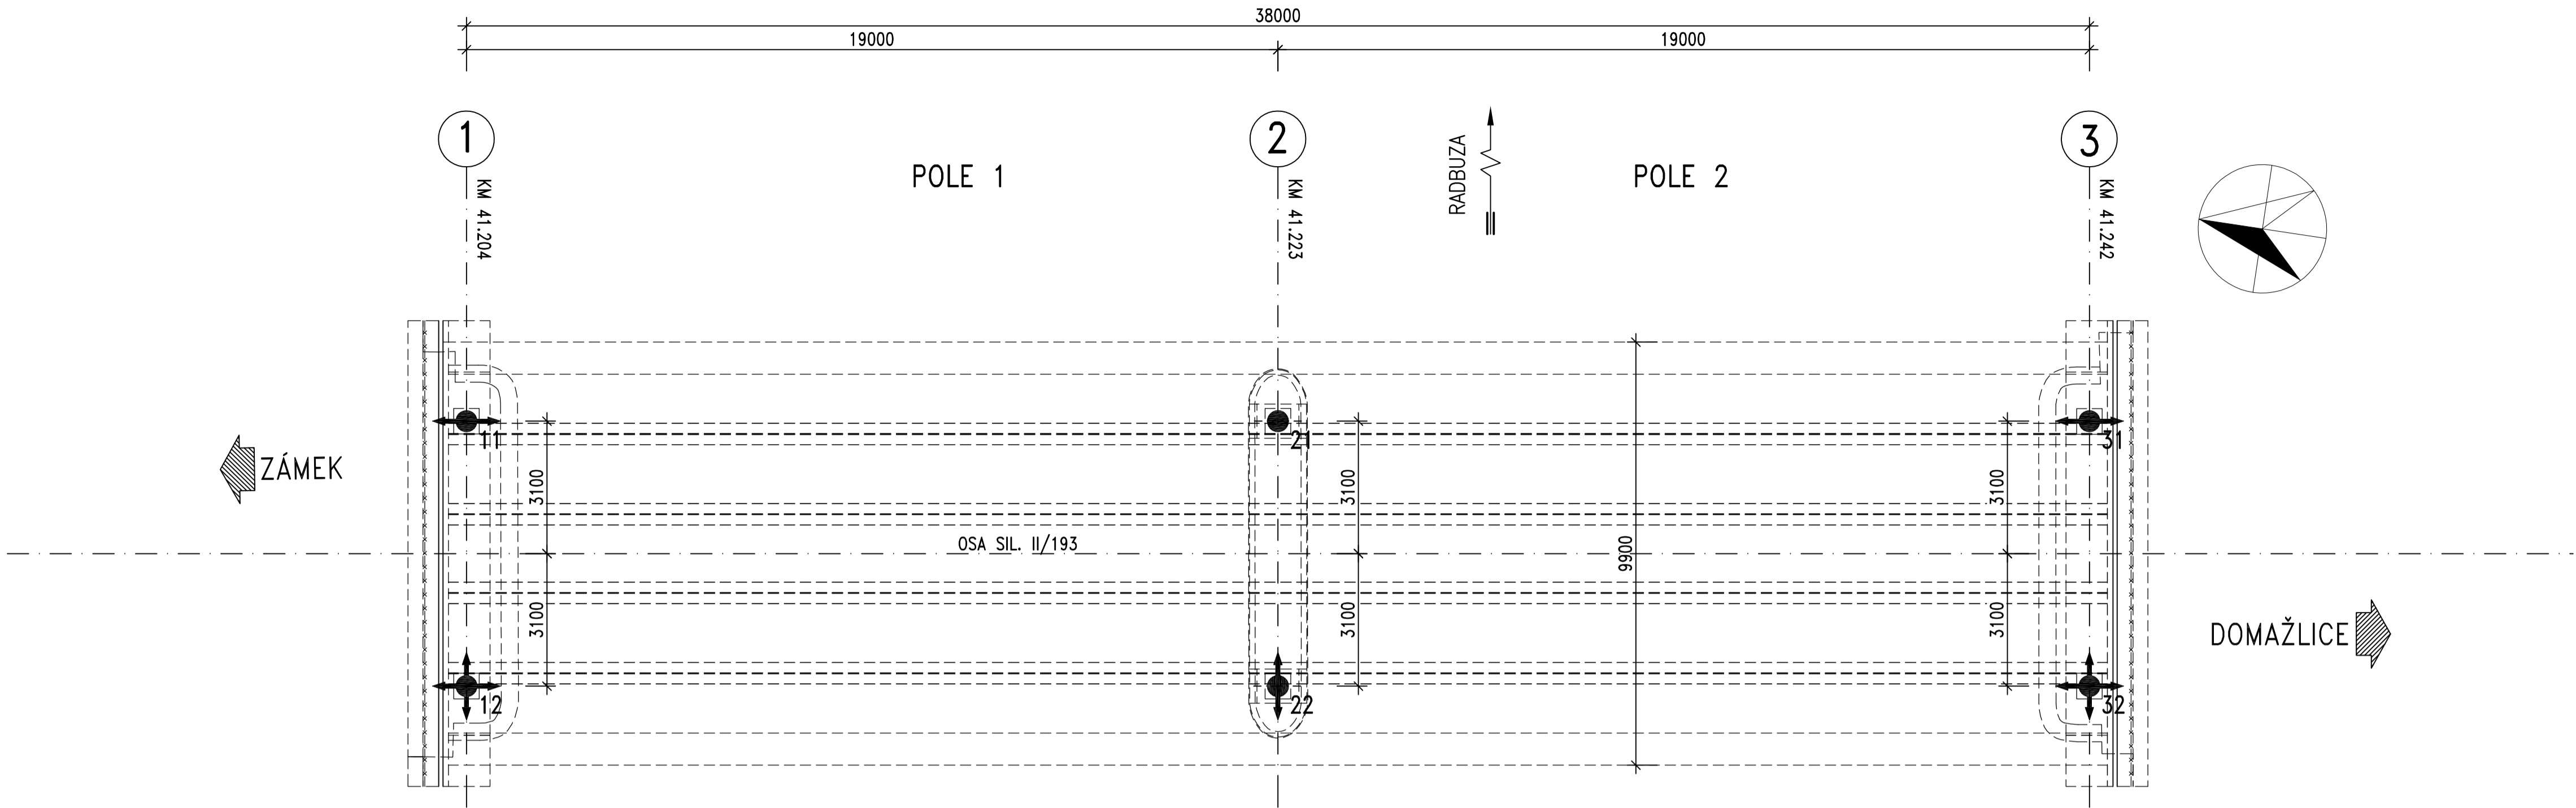 38000
19000
19000
1
2
3
KM 41.204
KM 41.223
KM 41.242
POLE 1
RADBUZA
POLE 2
11
21
31
ZÁMEK
3100
3100
3100
OSA SIL. II/193
9900
3100
3100
3100
DOMAŽLICE
12
22
32